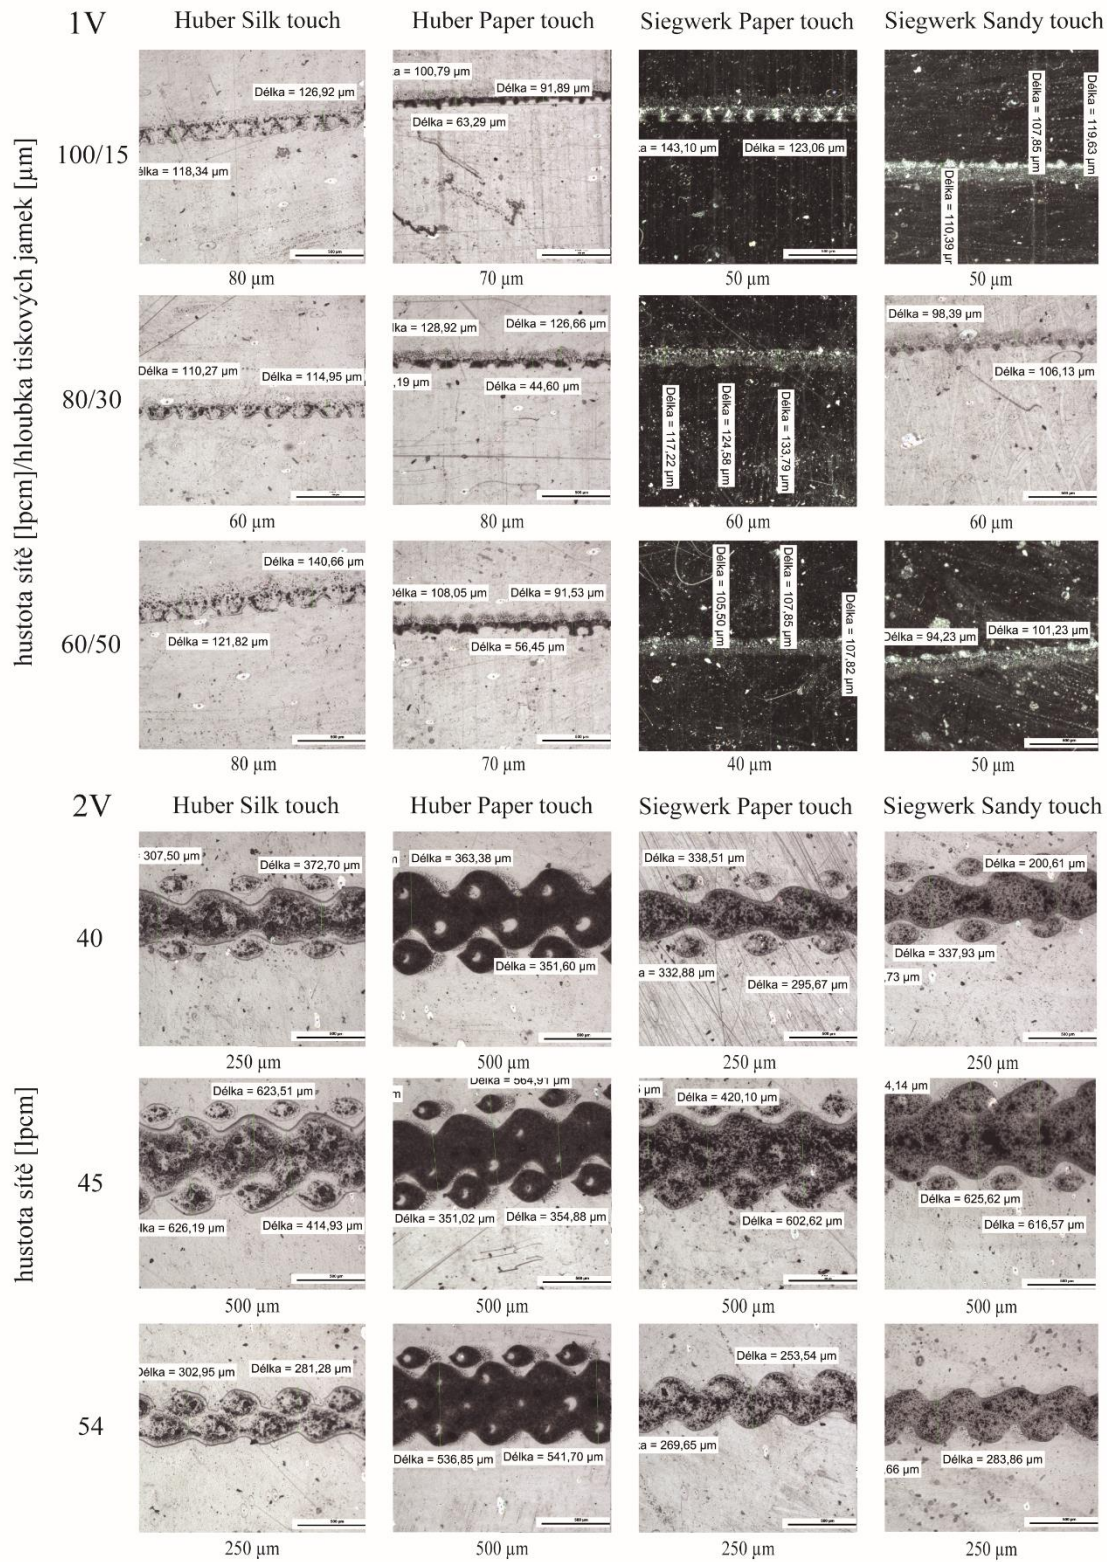 1V
Huber Silk touch
Huber Paper touch
Siegwerk Paper touch
Siegwerk Sandy touch
hustota sítě [lpcm]/hloubka tiskových jamek [µm]
100/15
Délka = 126,92 µm
élka = 118,34 µm
80 µm
ka = 100,79 µm
Délka = 91,89 µm
Délka = 63,29 µm
70 µm
ka = 143,10 µm
Délka = 123,06 µm
50 µm
Délka = 107,85 µm
Délka = 119,63 µm
Délka = 110,39 µm
50 µm
80/30
Délka = 110,27 µm
Délka = 114,95 µm
60 µm
lka = 128,92 µm
Délka = 126,66 µm
,19 µm
Délka = 44,60 µm
80 µm
Délka = 117,22 µm
Délka = 124,58 µm
Délka = 133,79 µm
60 µm
Délka = 98,39 µm
Délka = 106,13 µm
60 µm
60/50
Délka = 140,66 µm
Délka = 121,82 µm
80 µm
Délka = 108,05 µm
Délka = 91,53 µm
Délka = 56,45 µm
70 µm
Délka = 105,50 µm
Délka = 107,85 µm
Délka = 107,82 µm
40 µm
Délka = 94,23 µm
Délka = 101,23 µm
50 µm
2V
Huber Silk touch
Huber Paper touch
Siegwerk Paper touch
Siegwerk Sandy touch
hustota sítě [lpcm]
40
307,50 µm
Délka = 372,70 µm
250 µm
Délka = 363,38 µm
Délka = 351,60 µm
500 µm
Délka = 338,51 µm
a = 332,88 µm
Délka = 295,67 µm
250 µm
Délka = 200,61 µm
Délka = 337,93 µm
,73 µm
250 µm
45
Délka = 623,51 µm
lka = 626,19 µm
Délka = 414,93 µm
500 µm
Délka = 564,91 µm
Délka = 351,02 µm
Délka = 354,88 µm
500 µm
Délka = 420,10 µm
Délka = 602,62 µm
500 µm
4,14 µm
Délka = 625,62 µm
Délka = 616,57 µm
500 µm
54
Délka = 302,95 µm
Délka = 281,28 µm
250 µm
Délka = 536,85 µm
Délka = 541,70 µm
500 µm
Délka = 253,54 µm
ka = 269,65 µm
250 µm
,66 µm
Délka = 283,86 µm
250 µm